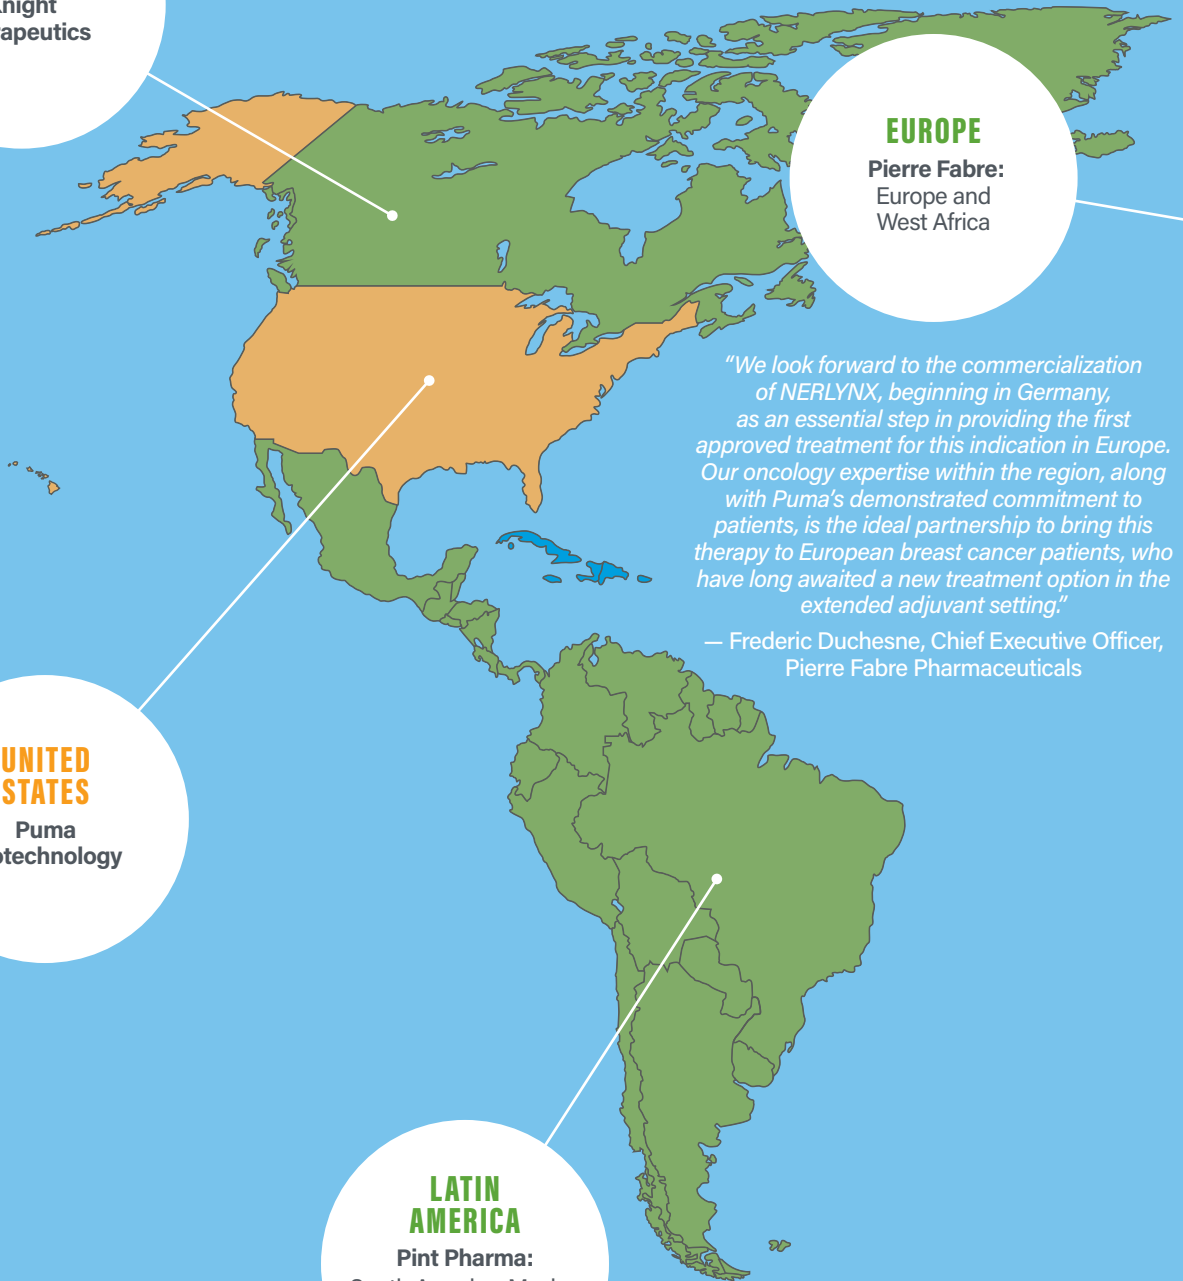 apeutics
EUROPE
Pierre Fabre:
Europe and
West Africa
"We look forward to the commercialization
of NERLYNX, beginning in Germany,
as an essential step in providing the first
approved treatment for this indication in Europe.
Our oncology expertise within the region, along
with Puma's demonstrated commitment to
patients, is the ideal partnership to bring this
therapy to European breast cancer patients, who
have long awaited a new treatment option in the
extended adjuvant setting."
— Frederic Duchesne, Chief Executive Officer,
Pierre Fabre Pharmaceuticals
UNITED
STATES
Puma
otechnology
LATIN
AMERICA
Pint Pharma: